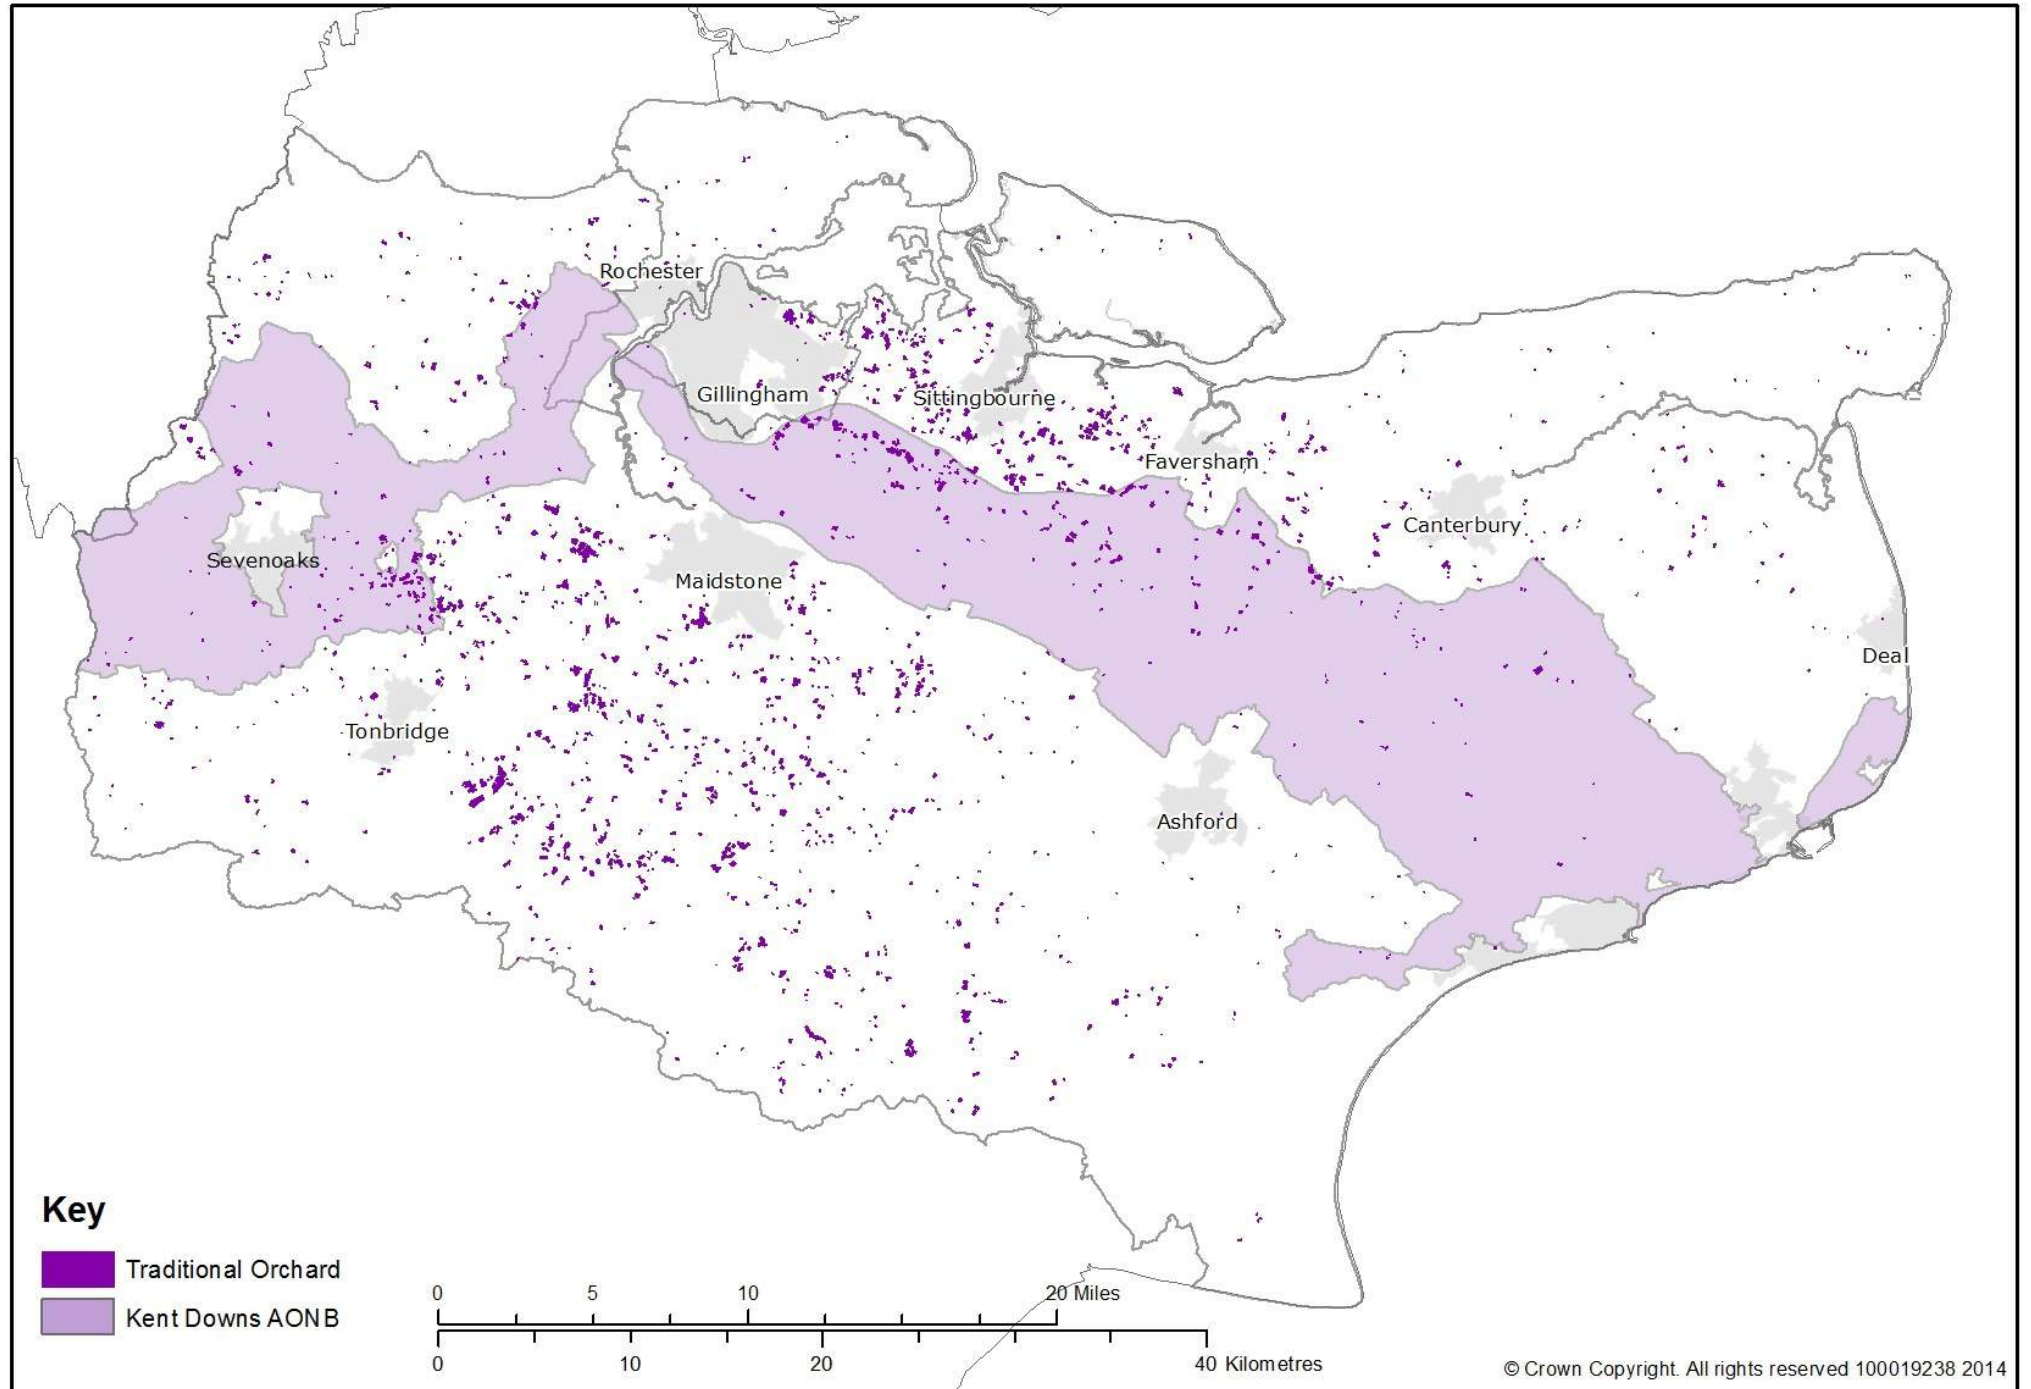 Rochester
Gillingham
Sittingbourne
Faversham
Canterbury
Sevenoaks
Maidstone
Deal
Tonbridge
Ashford
Key
Traditional Orchard
Kent Downs AONB
0 5 10 20 Miles
0 10 20 40 Kilometres
© Crown Copyright. All rights reserved 100019238 2014